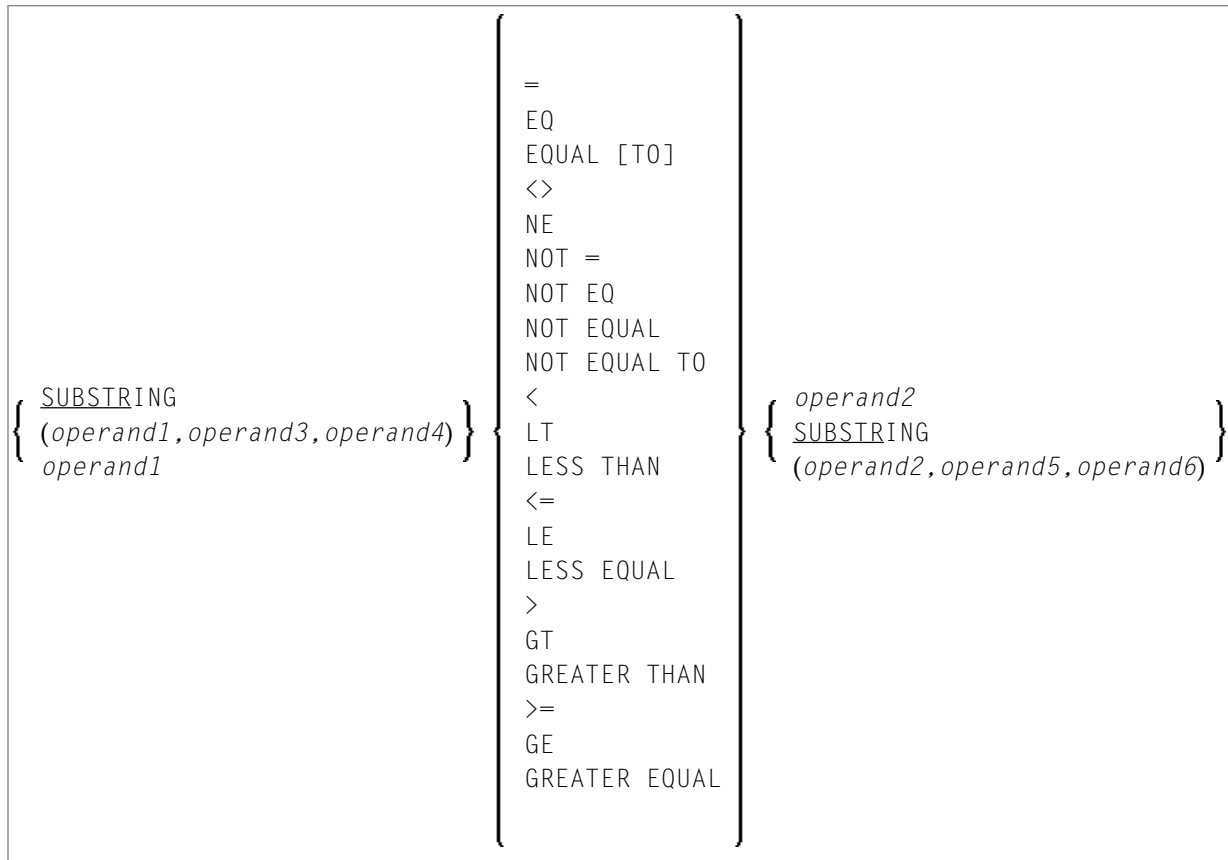 SUBSTRING
(operand1,operand3,operand4)
operand1
=
EQ
EQUAL [TO]
<>
NE
NOT =
NOT EQ
NOT EQUAL
NOT EQUAL TO
<
LT
LESS THAN
<=
LE
LESS EQUAL
>
GT
GREATER THAN
>=
GE
GREATER EQUAL
operand2
SUBSTRING
(operand2,operand5,operand6)